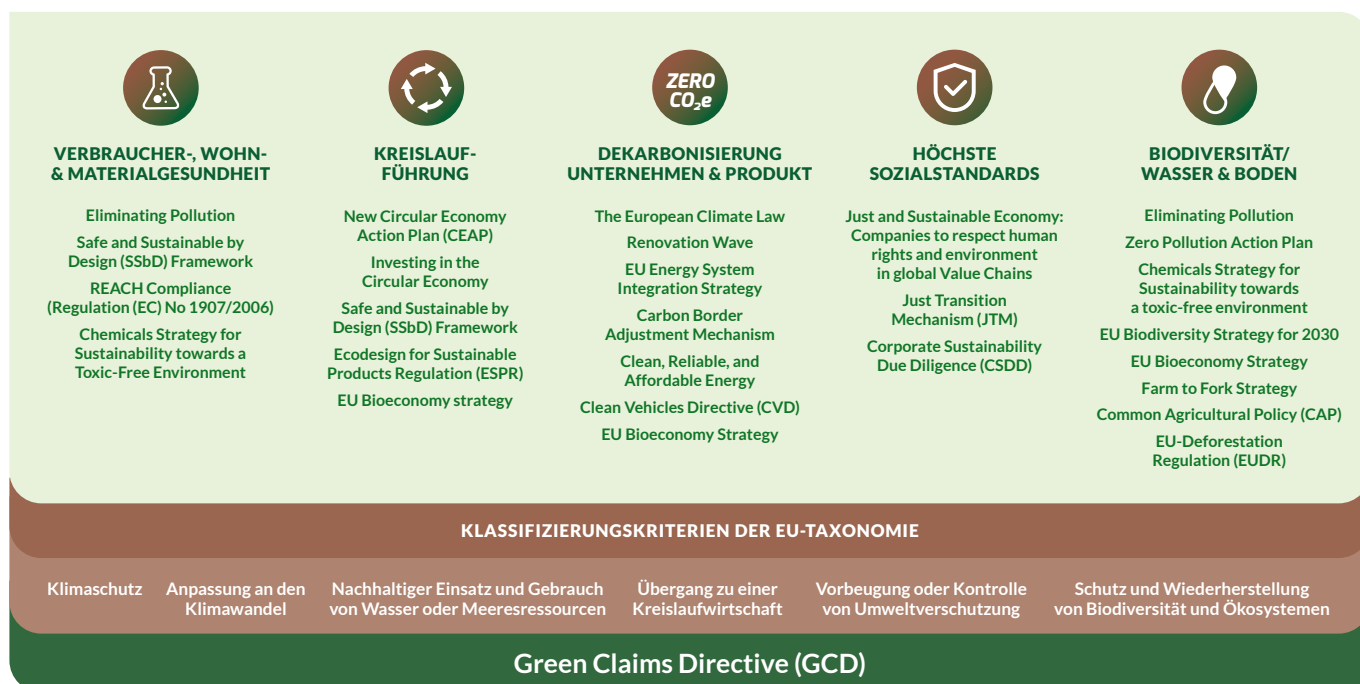 VERBRAUCHER-, WOHN-
& MATERIALGESUNDHEIT
Eliminating Pollution
Safe and Sustainable by
Design (SSbD) Framework
REACH Compliance
(Regulation (EC) No 1907/2006)
Chemicals Strategy for
Sustainability towards a
Toxic-Free Environment
KREISLAUF-
FÜHRUNG
New Circular Economy
Action Plan (CEAP)
Investing in the
Circular Economy
Safe and Sustainable by
Design (SSbD) Framework
Ecodesign for Sustainable
Products Regulation (ESPR)
EU Bioeconomy strategy
ZERO
CO₂e
DEKARBONISIERUNG
UNTERNEHMEN & PRODUKT
The European Climate Law
Renovation Wave
EU Energy System
Integration Strategy
Carbon Border
Adjustment Mechanism
Clean, Reliable, and
Affordable Energy
Clean Vehicles Directive (CVD)
EU Bioeconomy Strategy
HÖCHSTE
SOZIALSTANDARDS
Just and Sustainable Economy:
Companies to respect human
rights and environment
in global Value Chains
Just Transition
Mechanism (JTM)
Corporate Sustainability
Due Diligence (CSDD)
BIODIVERSITÄT/
WASSER & BODEN
Eliminating Pollution
Zero Pollution Action Plan
Chemicals Strategy for
Sustainability towards
a toxic-free environment
EU Biodiversity Strategy for 2030
EU Bioeconomy Strategy
Farm to Fork Strategy
Common Agricultural Policy (CAP)
EU-Deforestation
Regulation (EUDR)
KLASSIFIZIERUNGSKRITERIEN DER EU-TAXONOMIE
Klimaschutz
Anpassung an den
Klimawandel
Nachhaltiger Einsatz und Gebrauch
von Wasser oder Meeresressourcen
Übergang zu einer
Kreislaufwirtschaft
Vorbeugung oder Kontrolle
von Umweltverschutzung
Schutz und Wiederherstellung
von Biodiversität und Ökosystemen
Green Claims Directive (GCD)